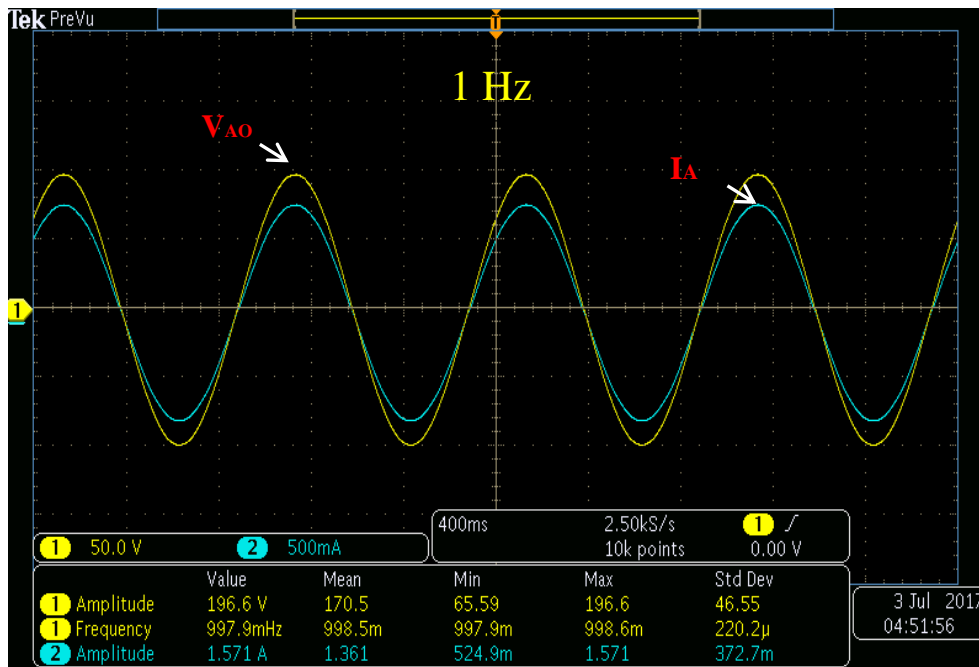 Tek PreVu
T
1 Hz
VAO
IA
1
1 50.0 V 2 500mA
400ms 2.50kS/s 1
10k points 0.00 V
Value Mean Min Max Std Dev
1 Amplitude 196.6 V 170.5 65.59 196.6 46.55
1 Frequency 997.9mHz 998.5m 997.9m 998.6m 220.2µ
2 Amplitude 1.571 A 1.361 524.9m 1.571 372.7m
3 Jul 2017
04:51:56